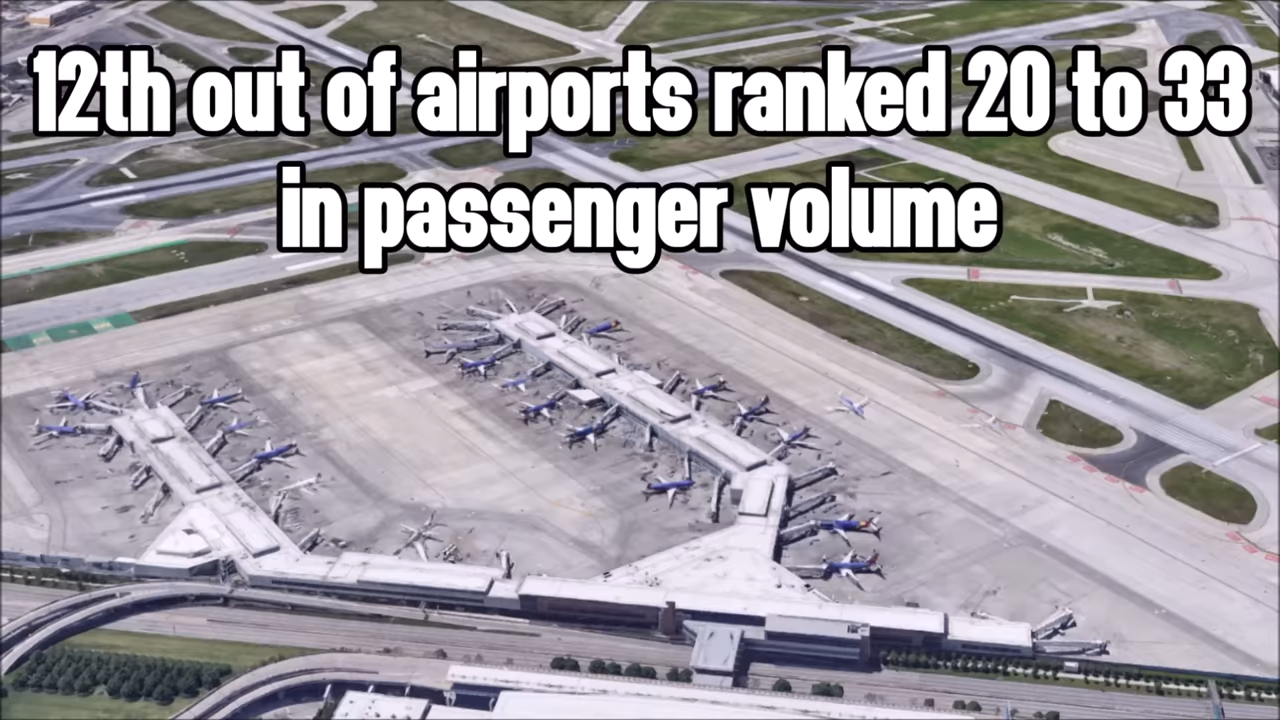 12th out of airports ranked 20 to 33
in passenger volume